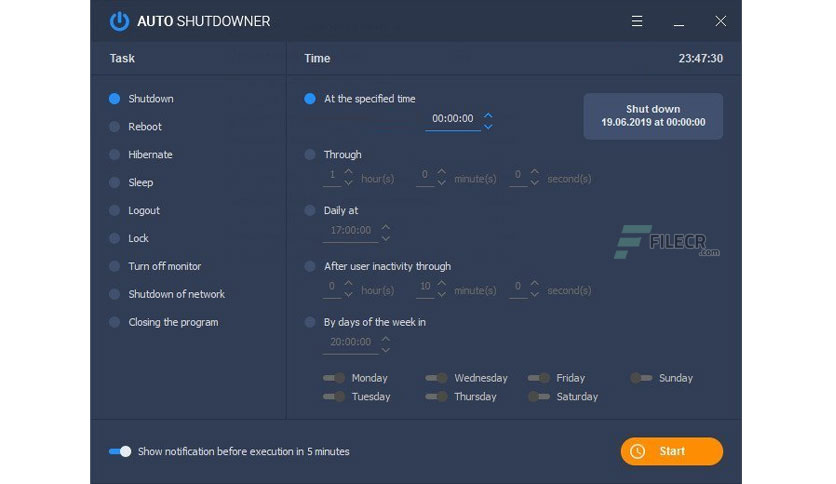 AUTO SHUTDOWNER
Task
Time
23:47:30
Shutdown
Reboot
Hibernate
Sleep
Logout
Lock
Turn off monitor
Shutdown of network
Closing the program
At the specified time
00:00:00
Shut down
19.06.2019 at 00:00:00
Through
1 hour(s) 0 minute(s) 0 second(s)
Daily at
17:00:00
FILECR
.com
After user inactivity through
0 hour(s) 10 minute(s) 0 second(s)
By days of the week in
20:00:00
Monday Wednesday Friday Sunday
Tuesday Thursday Saturday
Show notification before execution in 5 minutes
Start